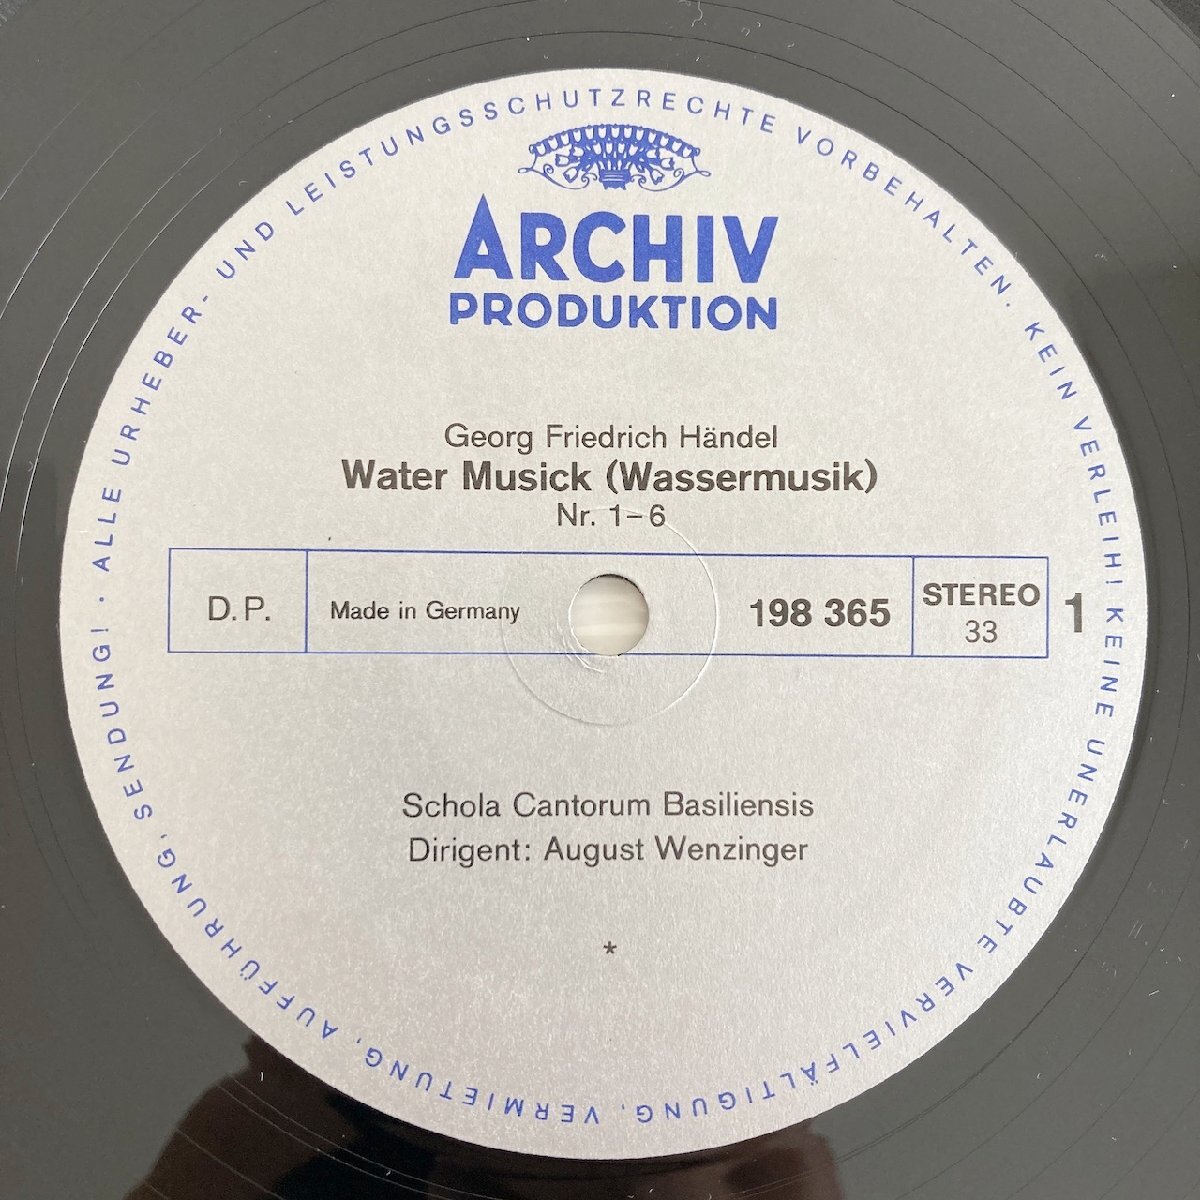 ALLE URHEBER- UND LEISTUNGSSCHUTZRECHTE VORBEHALTEN. KEIN VERLEIH! KEINE UNERLAUBTE VERVIELFÄLTIGUNG, VERMIETUNG, AUFFÜHRUNG, SENDUNG! ·
ARCHIV
PRODUKTION
Georg Friedrich Händel
Water Musick (Wassermusik)
Nr. 1–6
D. P. Made in Germany 198 365 STEREO 1
33
Schola Cantorum Basiliensis
Dirigent: August Wenzinger
*